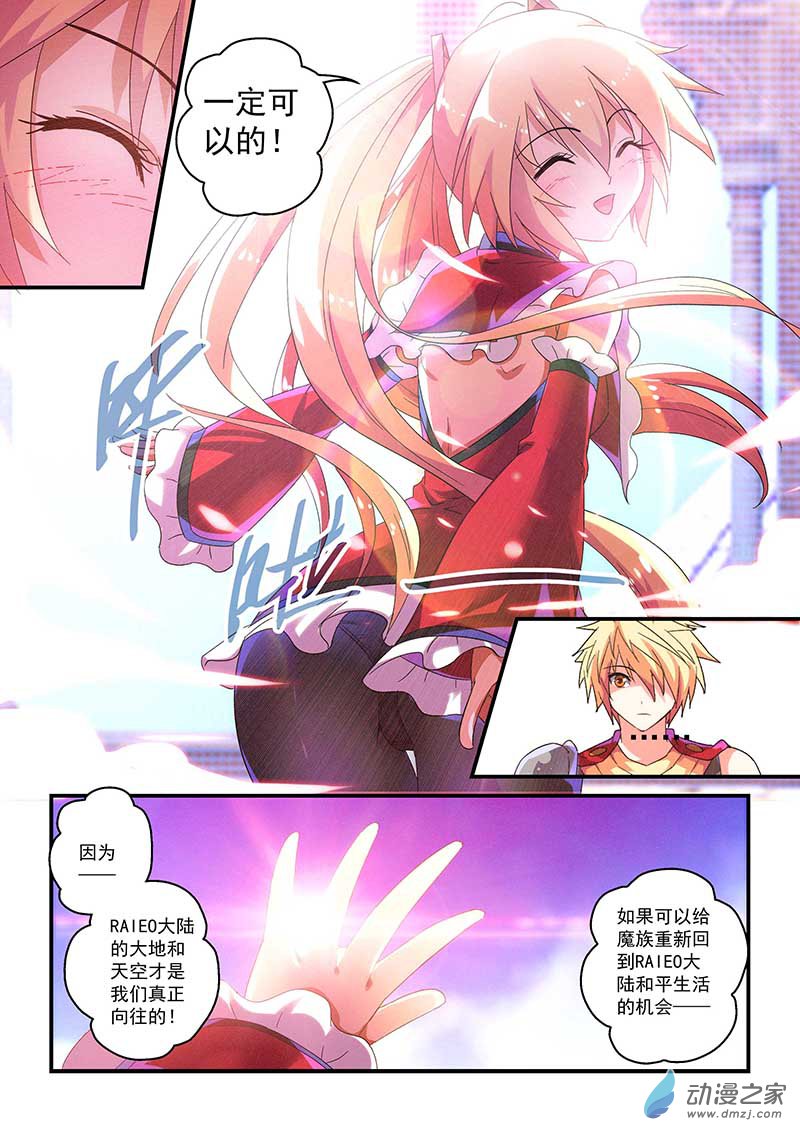 一定可
以的！
呼
哇
······
因为
——
RAIEO大陆
的大地和
天空才是
我们真正
向往的！
如果可以给
魔族重新回
到RAIEO大
陆和平生活
的机会——
动漫之家
www.dmzj.com